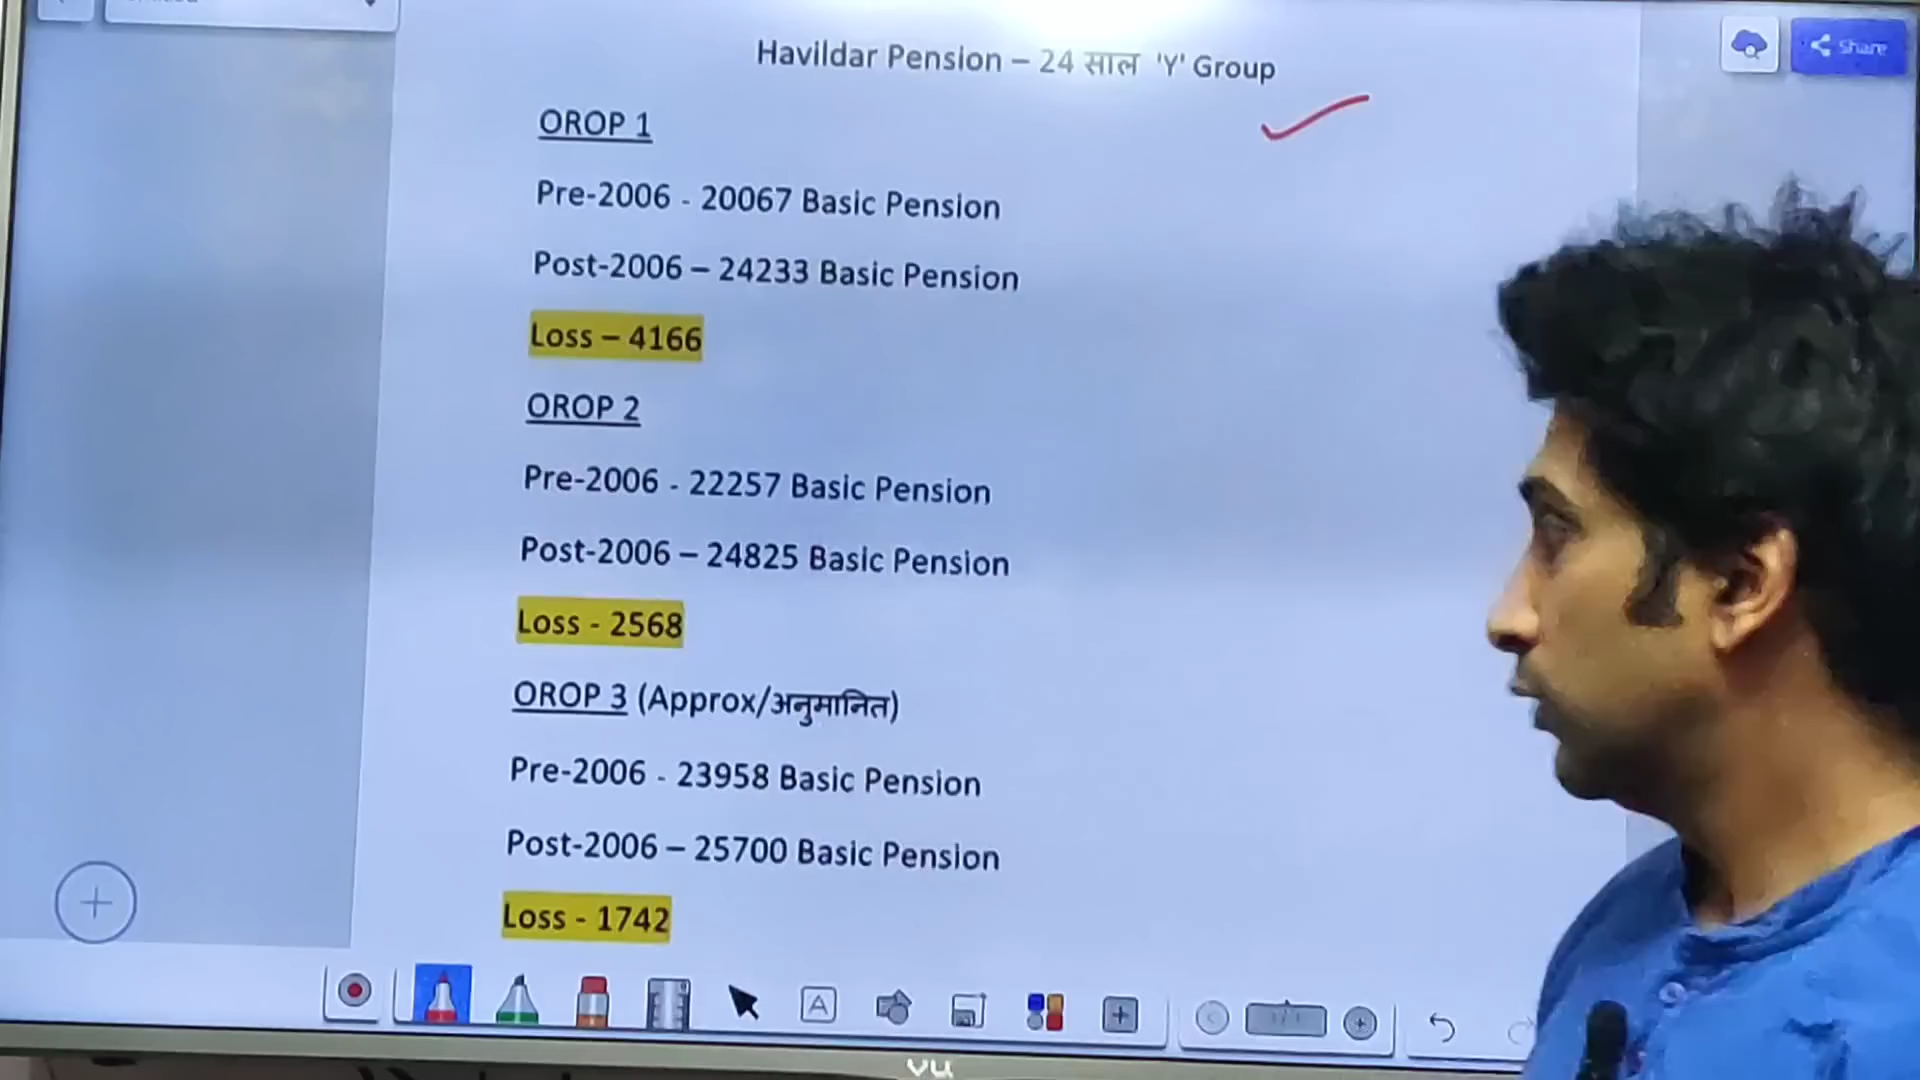 Share
Havildar Pension – 24 साल 'Y' Group
OROP 1
Pre-2006 - 20067 Basic Pension
Post-2006 – 24233 Basic Pension
Loss – 4166
OROP 2
Pre-2006 - 22257 Basic Pension
Post-2006 – 24825 Basic Pension
Loss - 2568
OROP 3 (Approx/अनुमानित)
Pre-2006 - 23958 Basic Pension
Post-2006 – 25700 Basic Pension
Loss - 1742
A
vu